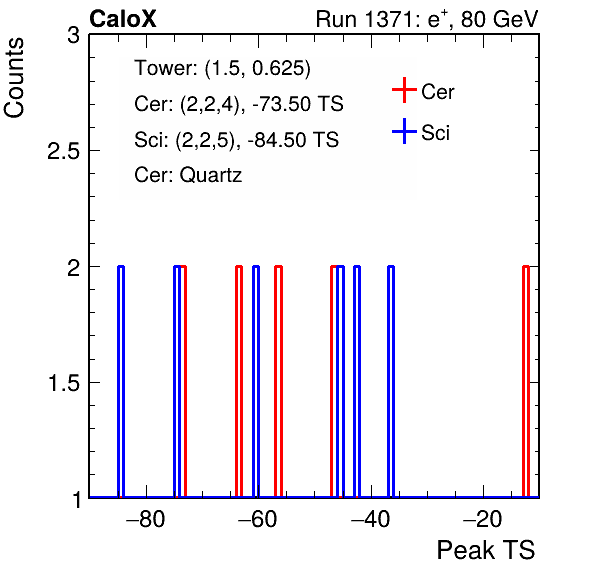 CaloX Run 1371: e⁺, 80 GeV
Counts
3
2.5
2
1.5
1
Tower: (1.5, 0.625)
Cer: (2,2,4), -73.50 TS
Sci: (2,2,5), -84.50 TS
Cer: Quartz
Cer
Sci
−80 −60 −40 −20
Peak TS